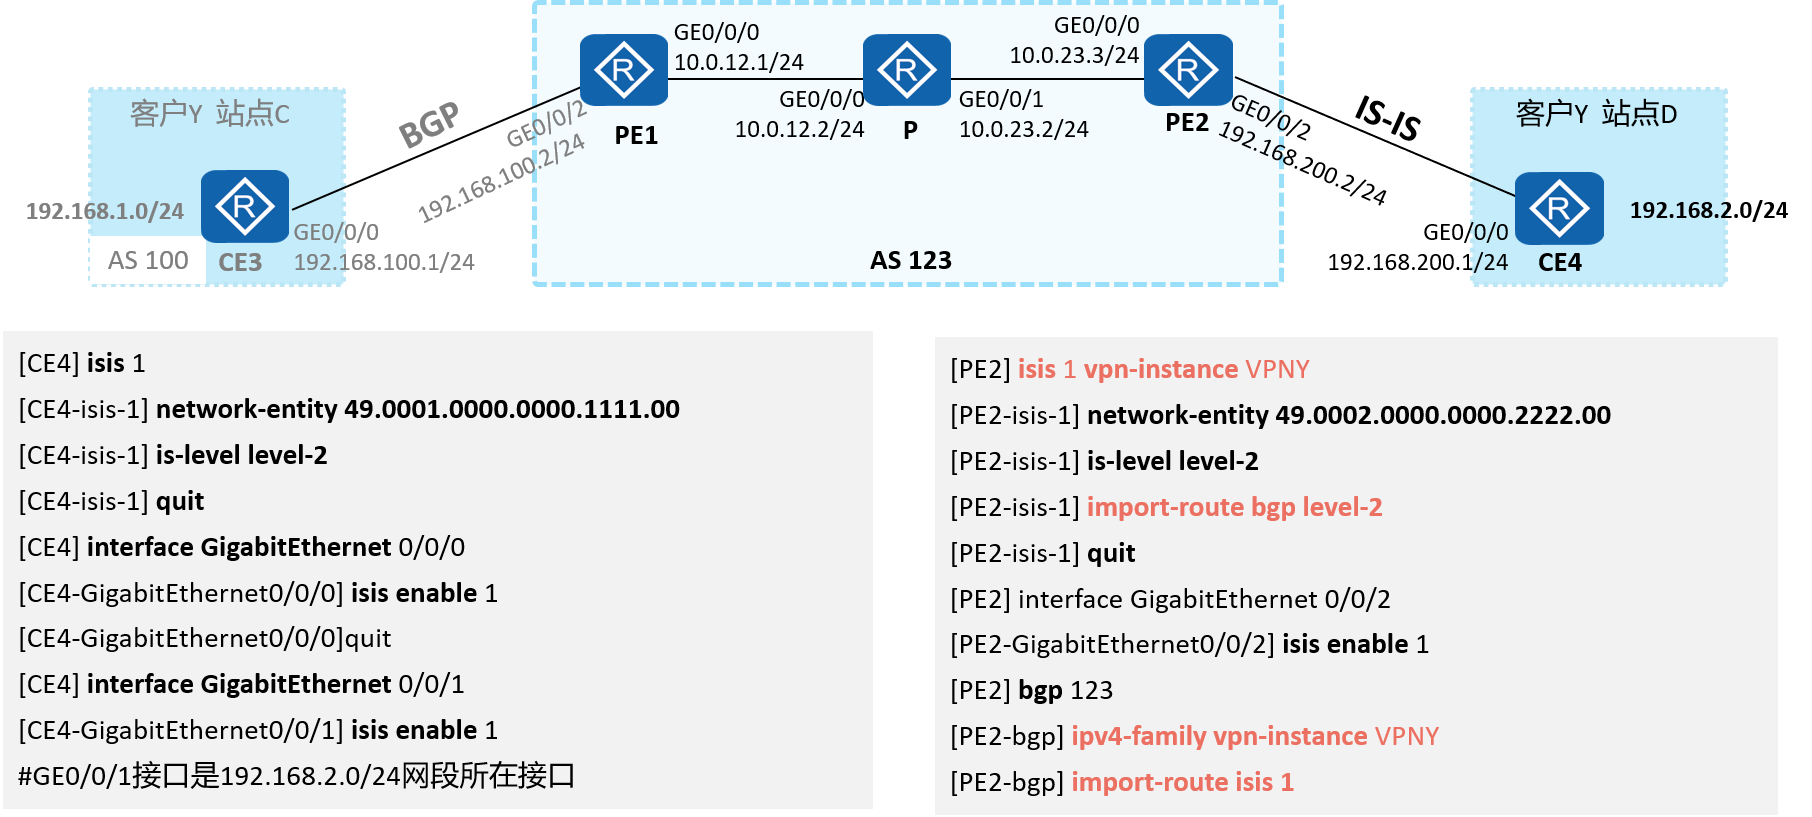 GE0/0/0
10.0.12.1/24
GE0/0/0
10.0.23.3/24
客户Y 站点C
BGP
GE0/0/2
192.168.100.2/24
PE1
GE0/0/0
10.0.12.2/24
P
GE0/0/1
10.0.23.2/24
PE2
GE0/0/2
192.168.200.2/24
IS-IS
客户Y 站点D
192.168.1.0/24
GE0/0/0
192.168.100.1/24
AS 100
CE3
AS 123
GE0/0/0
192.168.200.1/24
CE4
192.168.2.0/24
[CE4] isis 1
[CE4-isis-1] network-entity 49.0001.0000.0000.1111.00
[CE4-isis-1] is-level level-2
[CE4-isis-1] quit
[CE4] interface GigabitEthernet 0/0/0
[CE4-GigabitEthernet0/0/0] isis enable 1
[CE4-GigabitEthernet0/0/0]quit
[CE4] interface GigabitEthernet 0/0/1
[CE4-GigabitEthernet0/0/1] isis enable 1
#GE0/0/1接口是192.168.2.0/24网段所在接口
[PE2] isis 1 vpn-instance VPNY
[PE2-isis-1] network-entity 49.0002.0000.0000.2222.00
[PE2-isis-1] is-level level-2
[PE2-isis-1] import-route bgp level-2
[PE2-isis-1] quit
[PE2] interface GigabitEthernet 0/0/2
[PE2-GigabitEthernet0/0/2] isis enable 1
[PE2] bgp 123
[PE2-bgp] ipv4-family vpn-instance VPNY
[PE2-bgp] import-route isis 1